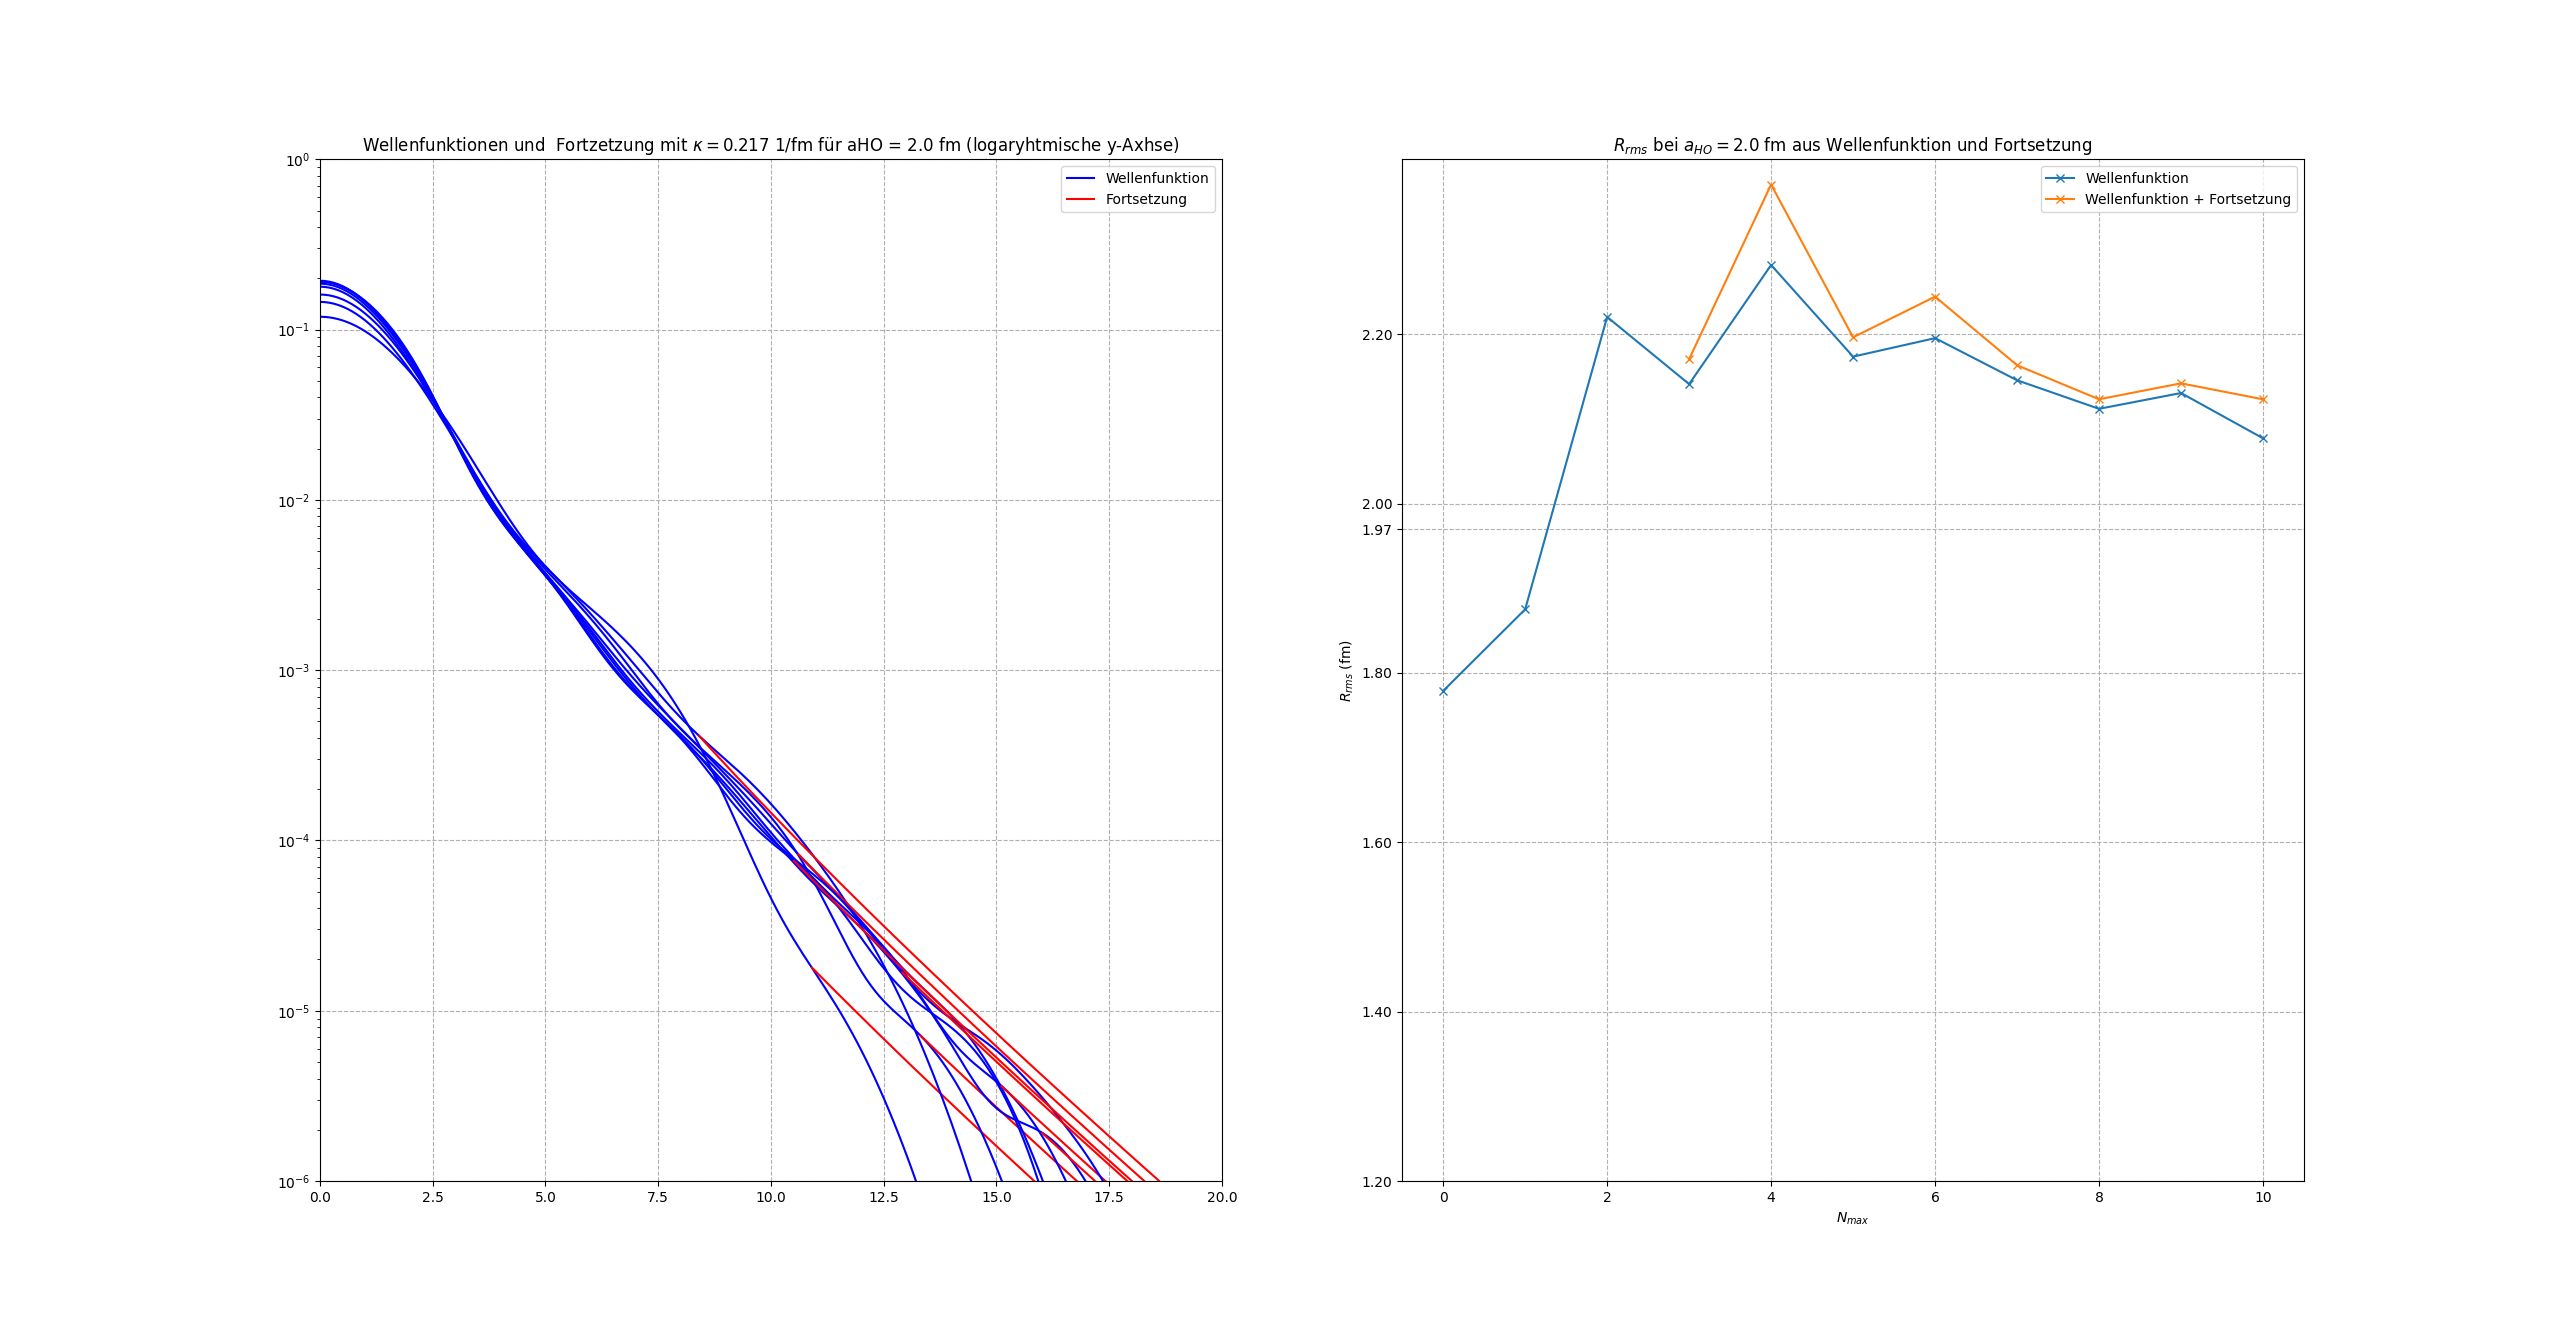 Wellenfunktionen und  Fortzetzung mit κ = 0.217 1/fm für aHO = 2.0 fm (logaryhtmische y-Axhse)
Wellenfunktion
Fortsetzung
10⁰
10⁻¹
10⁻²
10⁻³
10⁻⁴
10⁻⁵
10⁻⁶
0.0 2.5 5.0 7.5 10.0 12.5 15.0 17.5 20.0
R_rms bei a_HO = 2.0 fm aus Wellenfunktion und Fortsetzung
Wellenfunktion
Wellenfunktion + Fortsetzung
R_rms (fm)
2.20
2.00
1.97
1.80
1.60
1.40
1.20
0 2 4 6 8 10
N_max